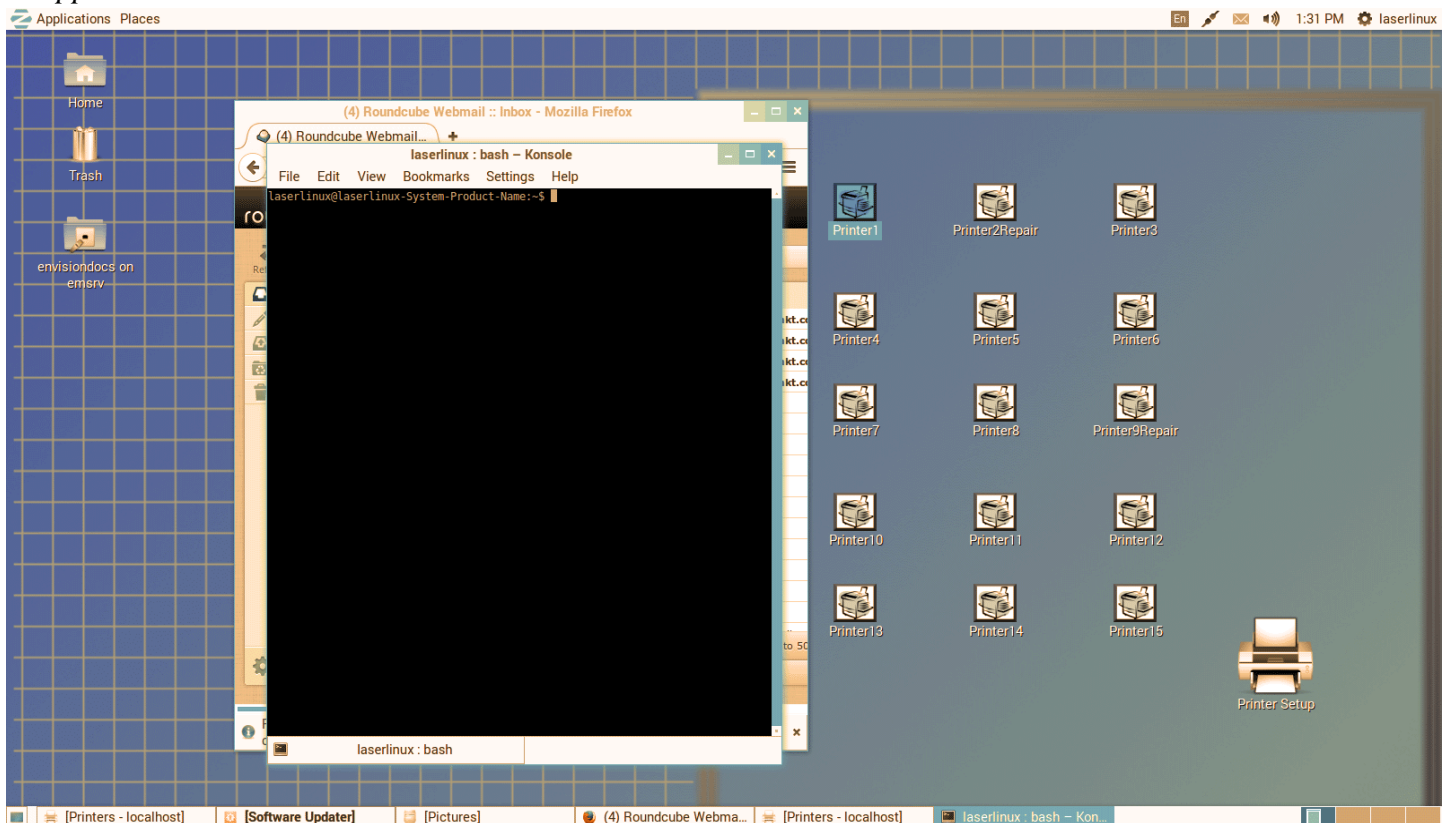 Applications Places
En
1:31 PM
laserlinux
Home
Trash
envisiondocs on
emsrv
(4) Roundcube Webmail :: Inbox - Mozilla Firefox
(4) Roundcube Webmail...
laserlinux : bash – Konsole
File Edit View Bookmarks Settings Help
laserlinux@laserlinux-System-Product-Name:~$
ro
to 50
laserlinux : bash
Printer1
Printer2Repair
Printer3
Printer4
Printer5
Printer6
Printer7
Printer8
Printer9Repair
Printer10
Printer11
Printer12
Printer13
Printer14
Printer15
Printer Setup
[Printers - localhost]
[Software Updater]
[Pictures]
(4) Roundcube Webma...
[Printers - localhost]
laserlinux : bash – Kon...